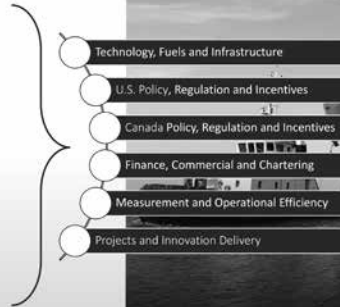 Technology, Fuels and Infrastructure
U.S. Policy, Regulation and Incentives
Canada Policy, Regulation and Incentives
Finance, Commercial and Chartering
Measurement and Operational Efficiency
Projects and Innovation Delivery